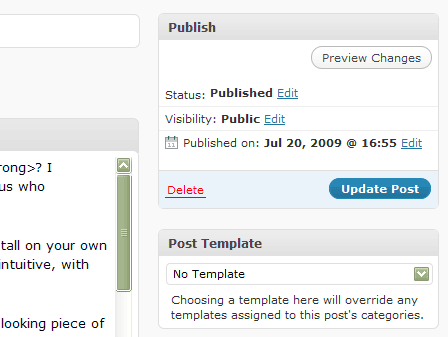 Publish
Preview Changes
Status: Published Edit
Visibility: Public Edit
11 Published on: Jul 20, 2009 @ 16:55 Edit
Delete
Update Post
Post Template
No Template
Choosing a template here will override any
templates assigned to this post's categories.
rong>? I
us who
tall on your own
intuitive, with
looking piece of